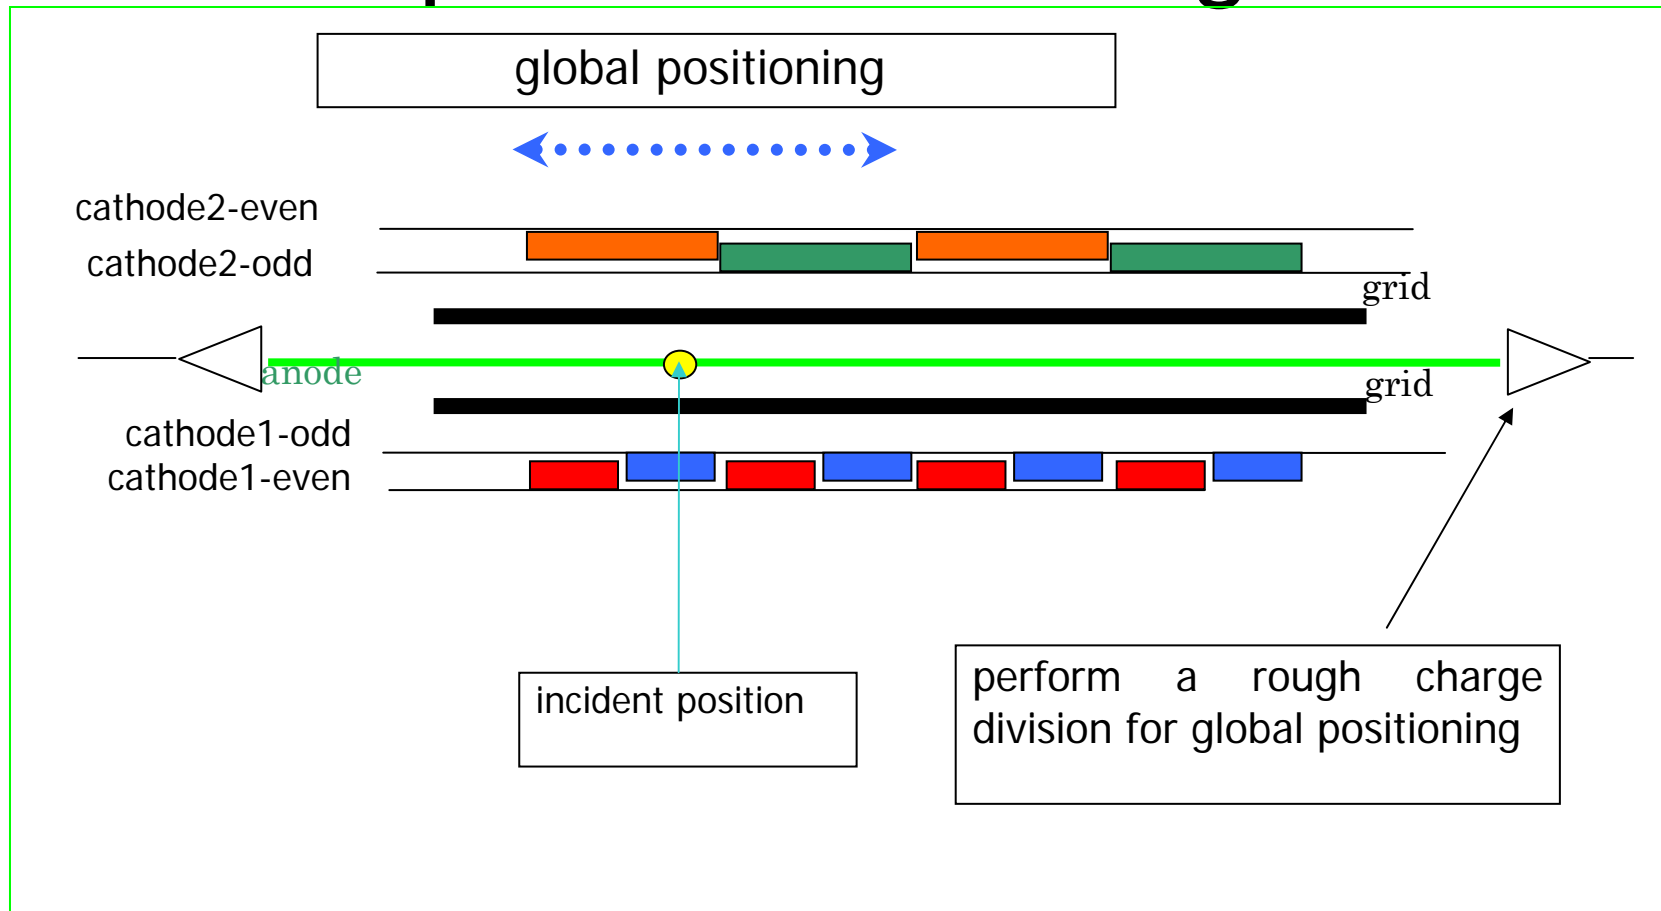 global positioning
cathode2-even
cathode2-odd
grid
anode
grid
cathode1-odd
cathode1-even
incident position
perform a rough charge
division for global positioning